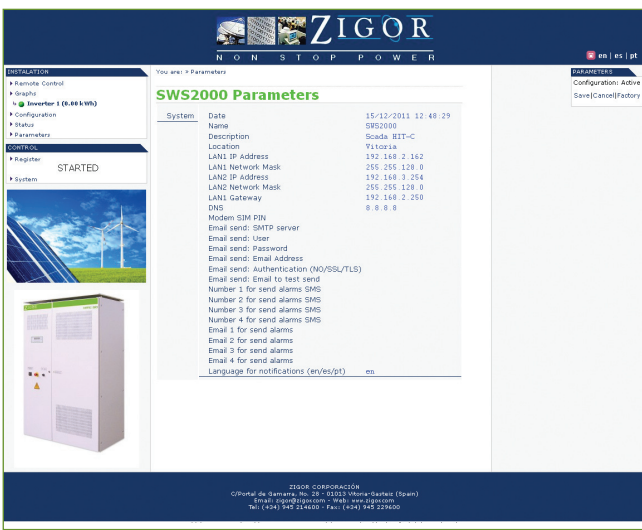 ZIGOR
NON STOP POWER
en | es | pt
INSTALATION
Remote Control
Graphs
Inverter 1 (0.00 kWh)
Configuration
Status
Parameters
CONTROL
Register
STARTED
System
You are: » Parameters
SWS2000 Parameters
System
Date 15/12/2011 12:48:29
Name SWS2000
Description Scada HIT-C
Location Vitoria
LAN1 IP Address 192.168.2.162
LAN1 Network Mask 255.255.128.0
LAN2 IP Address 192.168.3.254
LAN2 Network Mask 255.255.128.0
LAN1 Gateway 192.168.2.250
DNS 8.8.8.8
Modem SIM PIN
Email send: SMTP server
Email send: User
Email send: Password
Email send: Email Address
Email send: Authentication (NO/SSL/TLS)
Email send: Email to test send
Number 1 for send alarms SMS
Number 2 for send alarms SMS
Number 3 for send alarms SMS
Number 4 for send alarms SMS
Email 1 for send alarms
Email 2 for send alarms
Email 3 for send alarms
Email 4 for send alarms
Language for notifications (en/es/pt) en
PARAMETERS
Configuration: Active
Save|Cancel|Factory
ZIGOR CORPORACIÓN
C/Portal de Gamarra, No. 28 - 01013 Vitoria-Gasteiz (Spain)
Email: zigor@zigor.com - Web: www.zigor.com
Tel: (+34) 945 214600 - Fax: (+34) 945 229600